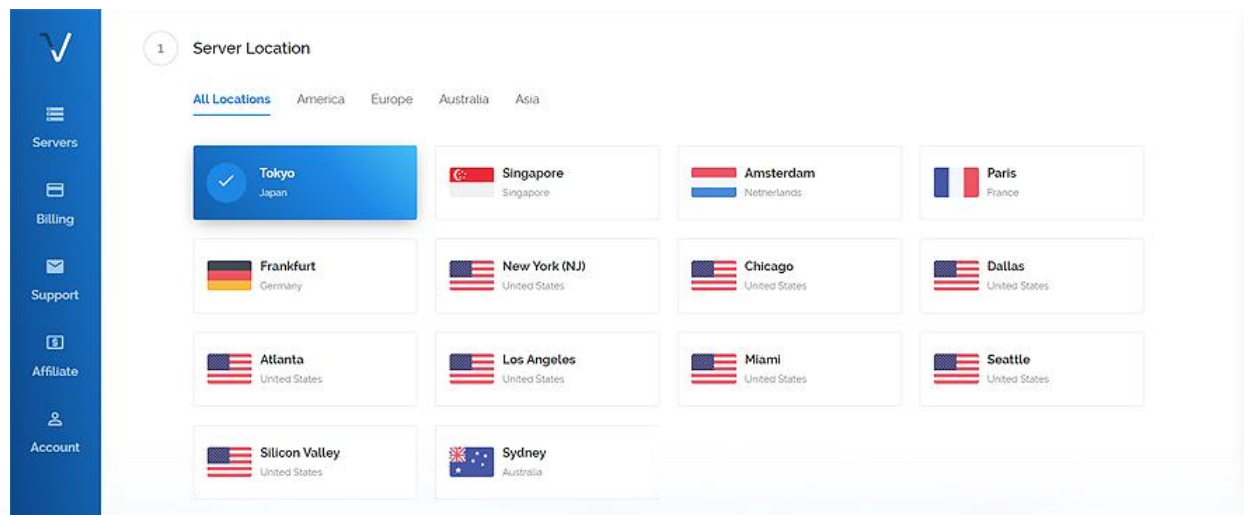 1 Server Location
All Locations America Europe Australia Asia
Servers
Billing
Support
Affiliate
Account
Tokyo
Japan
Singapore
Singapore
Amsterdam
Netherlands
Paris
France
Frankfurt
Germany
New York (NJ)
United States
Chicago
United States
Dallas
United States
Atlanta
United States
Los Angeles
United States
Miami
United States
Seattle
United States
Silicon Valley
United States
Sydney
Australia